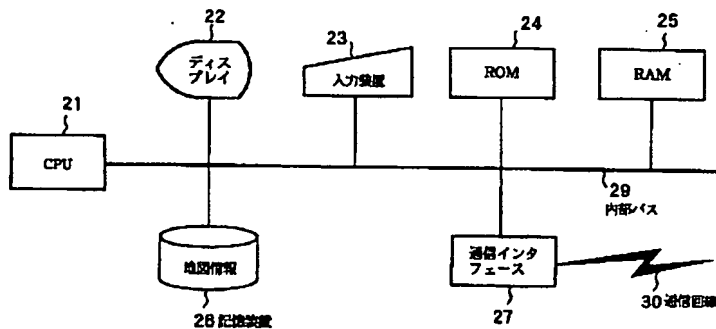 22
ディス
プレイ
23
入力装置
24
ROM
25
RAM
21
CPU
29
内部バス
地図情報
26 記憶装置
通信インタ
フェース
27
30 通信回線